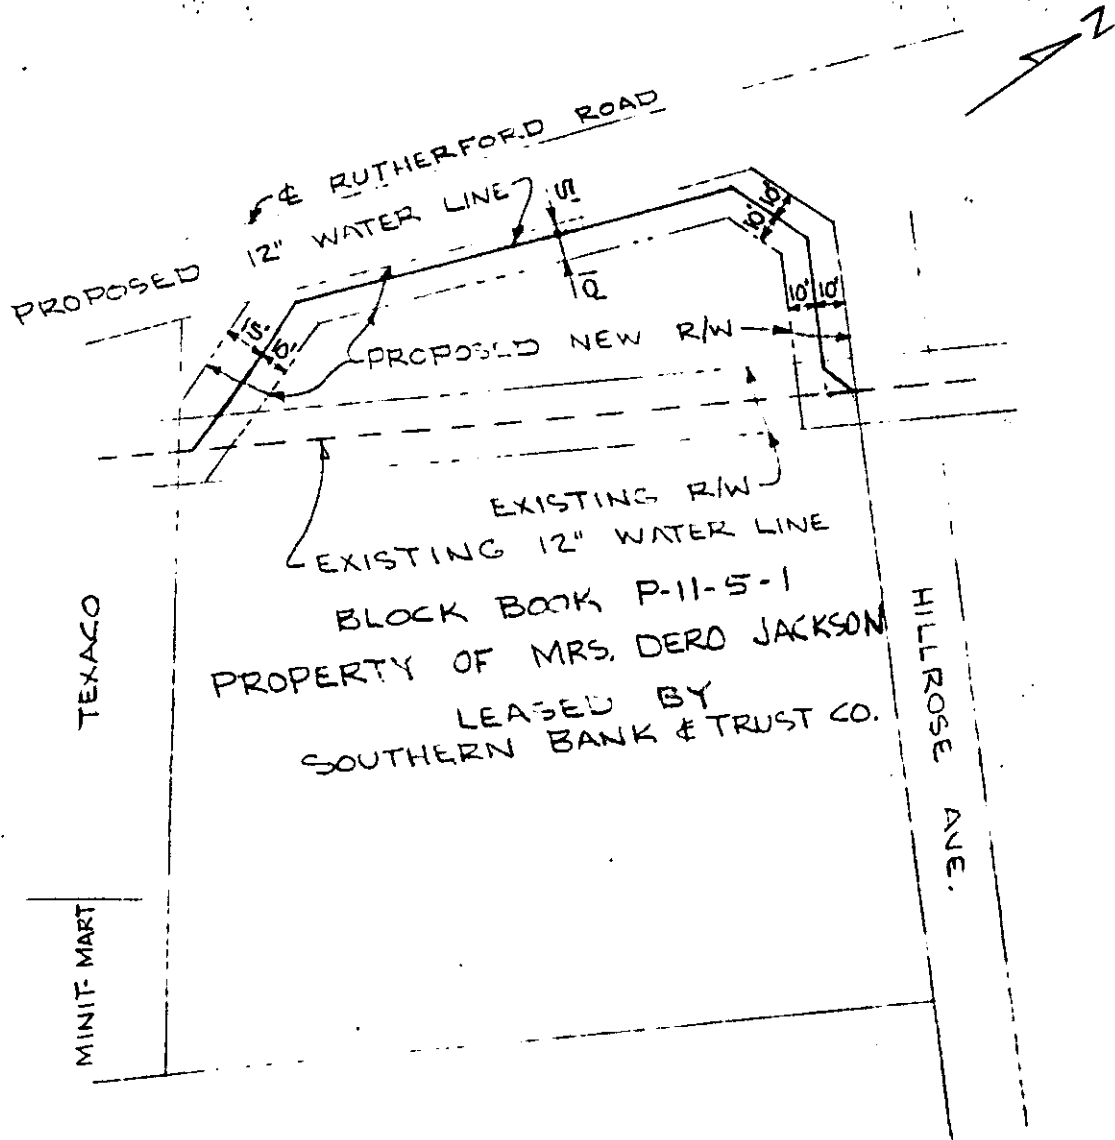 N
℄ RUTHERFORD ROAD
PROPOSED 12" WATER LINE
10'
10'
10' 10'
15'
PROPOSED NEW R/W
EXISTING R/W
EXISTING 12" WATER LINE
BLOCK BOOK P-11-5-1
PROPERTY OF MRS. DERO JACKSON
LEASED BY
SOUTHERN BANK & TRUST CO.
TEXACO
HILLROSE AVE.
MINIT-MART